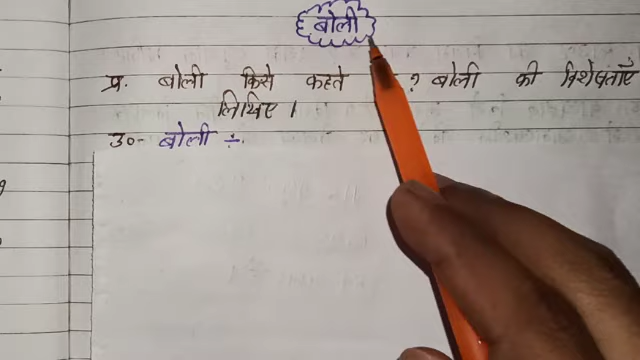 बोली
प्र. बोली किसे कहते ? बोली की विशेषताएँ
लिखिए ।
उ०- बोली ÷